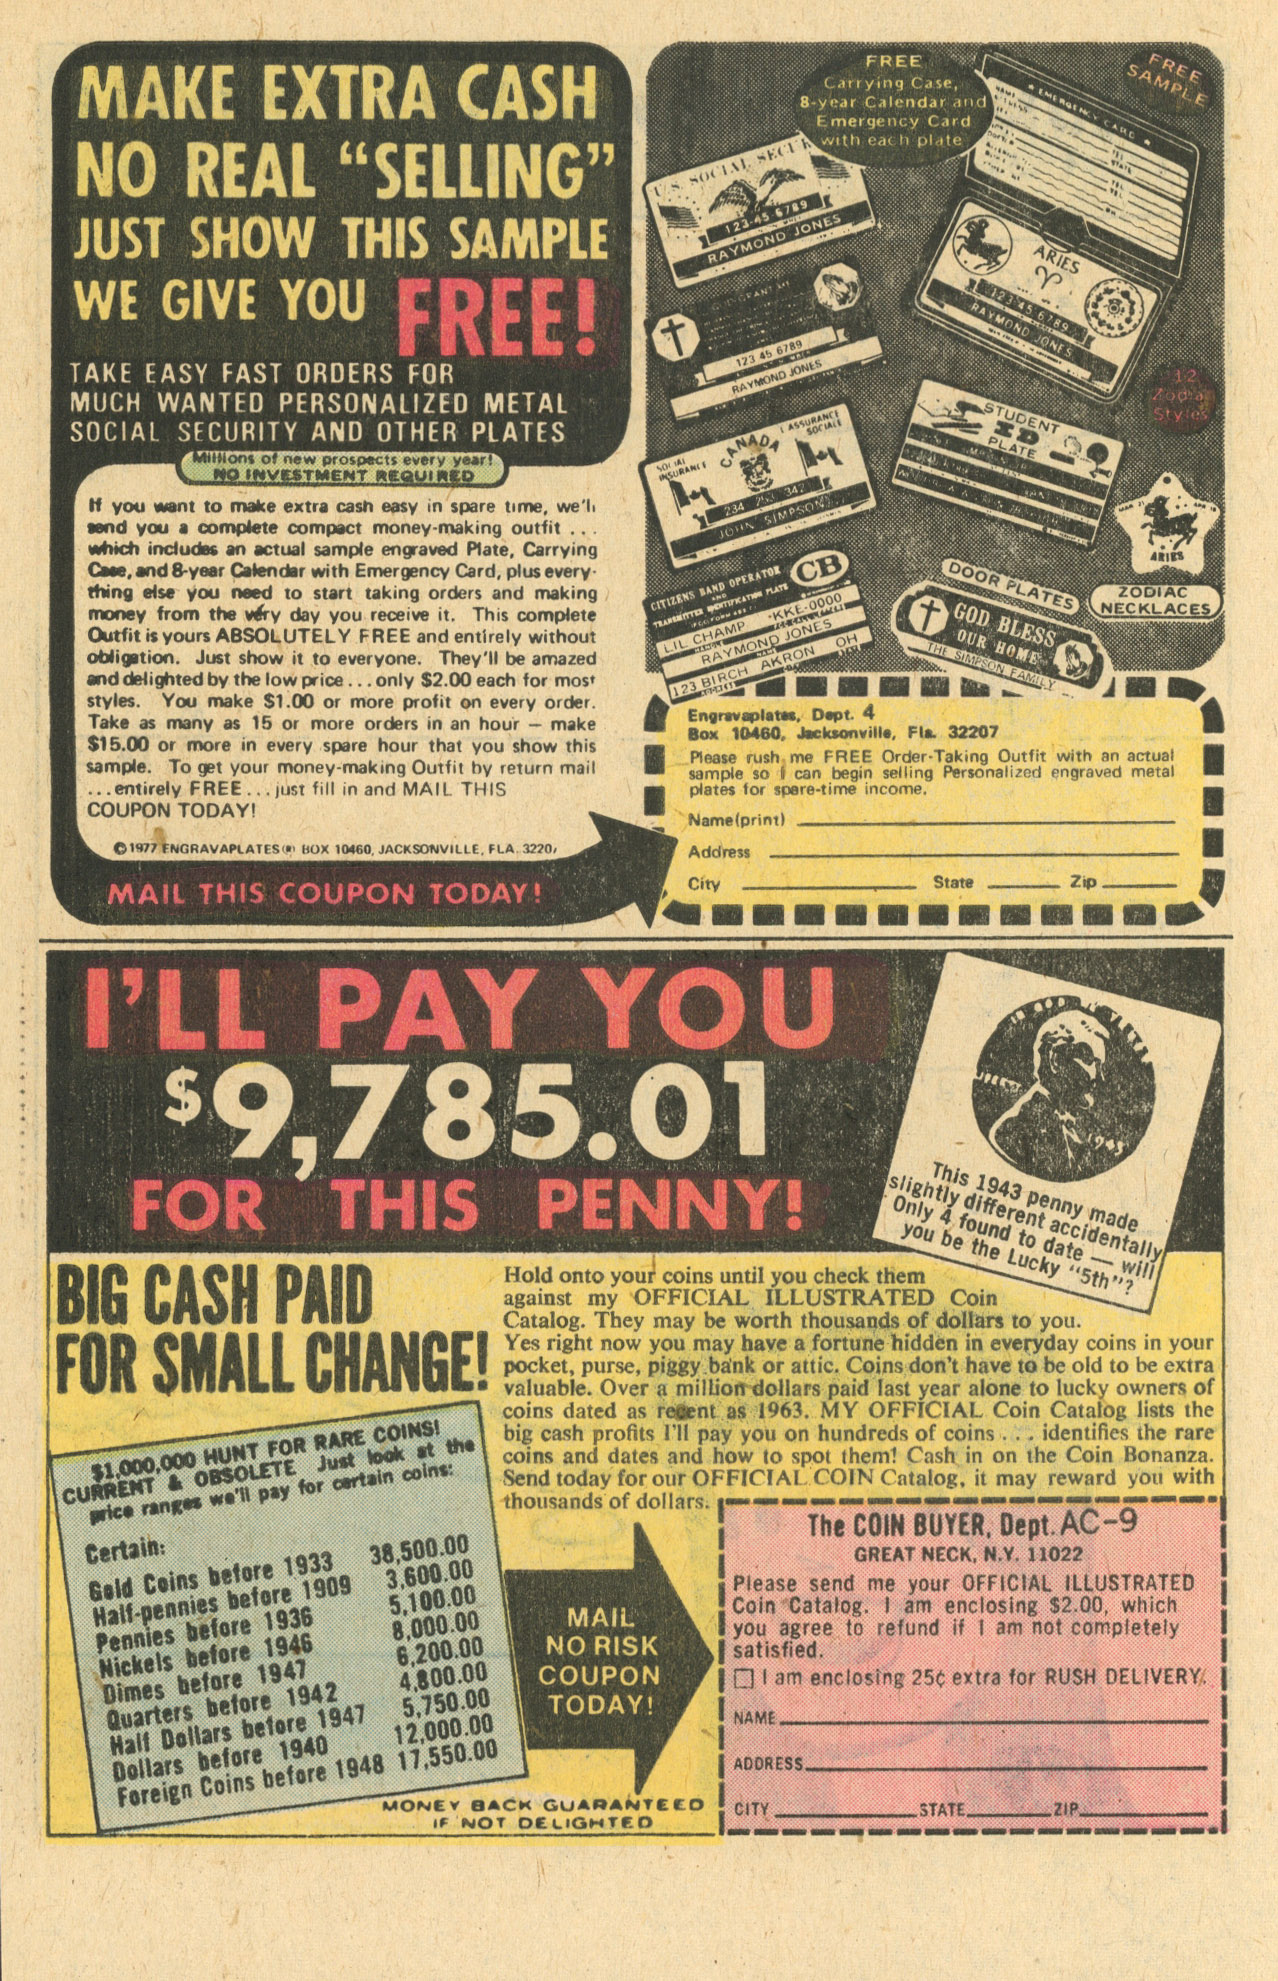 MAKE EXTRA CASH
NO REAL “SELLING”
JUST SHOW THIS SAMPLE
WE GIVE YOU FREE!
TAKE EASY FAST ORDERS FOR
MUCH WANTED PERSONALIZED METAL
SOCIAL SECURITY AND OTHER PLATES
Millions of new prospects every year!
NO INVESTMENT REQUIRED
If you want to make extra cash easy in spare time, we'll
send you a complete compact money-making outfit ...
which includes an actual sample engraved Plate, Carrying
Case, and 8-year Calendar with Emergency Card, plus every-
thing else you need to start taking orders and making
money from the very day you receive it. This complete
Outfit is yours ABSOLUTELY FREE and entirely without
obligation. Just show it to everyone. They'll be amazed
and delighted by the low price ... only $2.00 each for most
styles. You make $1.00 or more profit on every order.
Take as many as 15 or more orders in an hour — make
$15.00 or more in every spare hour that you show this
sample. To get your money-making Outfit by return mail
...entirely FREE...just fill in and MAIL THIS
COUPON TODAY!
©1977 ENGRAVAPLATES® BOX 10460, JACKSONVILLE, FLA. 3220
MAIL THIS COUPON TODAY!
FREE
Carrying Case,
8-year Calendar and
Emergency Card
with each plate
FREE
SAMPLE
EMERGENCY CARD
U.S. SOCIAL SECUR
123 45 6789
RAYMOND JONES
ARIES
123 45 6789
RAYMOND JONES
123 45 6789
RAYMOND JONES
12
Zodiac
Styles
SOCIAL
INSURANCE
CANADA
L'ASSURANCE
SOCIALE
234 253 342
JOHN SIMPSON
STUDENT
ID
PLATE
ARIES
ZODIAC
NECKLACES
CITIZENS BAND OPERATOR
CB
LIL CHAMP KKE-0000
RAYMOND JONES
123 BIRCH AKRON OH
DOOR PLATES
GOD BLESS
OUR HOME
THE SIMPSON FAMILY
Engravaplates, Dept. 4
Box 10460, Jacksonville, Fla. 32207
Please rush me FREE Order-Taking Outfit with an actual
sample so I can begin selling Personalized engraved metal
plates for spare-time income.
Name(print)
Address
City State Zip
I'LL PAY YOU
$9,785.01
FOR THIS PENNY!
1943
This 1943 penny made
slightly different accidentally
Only 4 found to date — will
you be the Lucky “5th”?
BIG CASH PAID
FOR SMALL CHANGE!
Hold onto your coins until you check them
against my OFFICIAL ILLUSTRATED Coin
Catalog. They may be worth thousands of dollars to you.
Yes right now you may have a fortune hidden in everyday coins in your
pocket, purse, piggy bank or attic. Coins don't have to be old to be extra
valuable. Over a million dollars paid last year alone to lucky owners of
coins dated as recent as 1963. MY OFFICIAL Coin Catalog lists the
big cash profits I'll pay you on hundreds of coins ... identifies the rare
coins and dates and how to spot them! Cash in on the Coin Bonanza.
Send today for our OFFICIAL COIN Catalog, it may reward you with
thousands of dollars.
$1,000,000 HUNT FOR RARE COINS!
CURRENT & OBSOLETE Just look at the
price ranges we'll pay for certain coins:
Certain:
Gold Coins before 1933 38,500.00
Half-pennies before 1909 3,600.00
Pennies before 1936 5,100.00
Nickels before 1946 8,000.00
Dimes before 1947 6,200.00
Quarters before 1942 4,800.00
Half Dollars before 1947 5,750.00
Dollars before 1940 12,000.00
Foreign Coins before 1948 17,550.00
MAIL
NO RISK
COUPON
TODAY!
MONEY BACK GUARANTEED
IF NOT DELIGHTED
The COIN BUYER, Dept. AC-9
GREAT NECK, N.Y. 11022
Please send me your OFFICIAL ILLUSTRATED
Coin Catalog. I am enclosing $2.00, which
you agree to refund if I am not completely
satisfied.
I am enclosing 25¢ extra for RUSH DELIVERY.
NAME
ADDRESS
CITY STATE ZIP